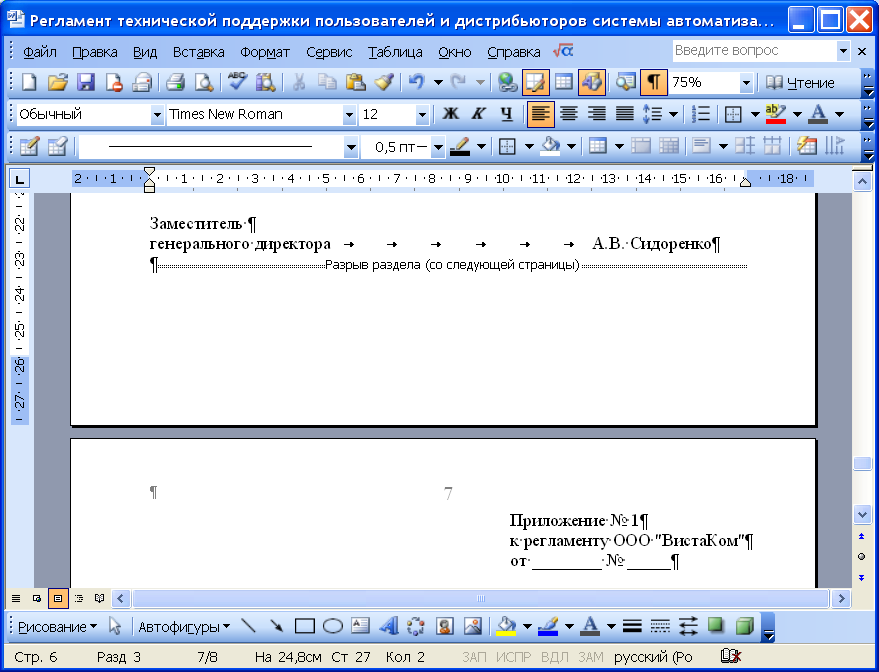 Регламент технической поддержки пользователей и дистрибьюторов системы автоматиза...
Файл Правка Вид Вставка Формат Сервис Таблица Окно Справка √α Введите вопрос
75% Чтение
Обычный Times New Roman 12 Ж К Ч
0,5 пт
2 1 1 2 3 4 5 6 7 8 9 10 11 12 13 14 15 16 18
22
23
24
25
26
27
Заместитель·¶
генерального·директора → → → → → → А.В.·Сидоренко¶
¶Разрыв раздела (со следующей страницы)
¶ 7
Приложение·№·1¶
к·регламенту·ООО·"ВистаКом"¶
от·________·№·_____¶
Рисование Автофигуры
Стр. 6 Разд 3 7/8 На 24,8см Ст 27 Кол 2 ЗАП ИСПР ВДЛ ЗАМ русский (Ро